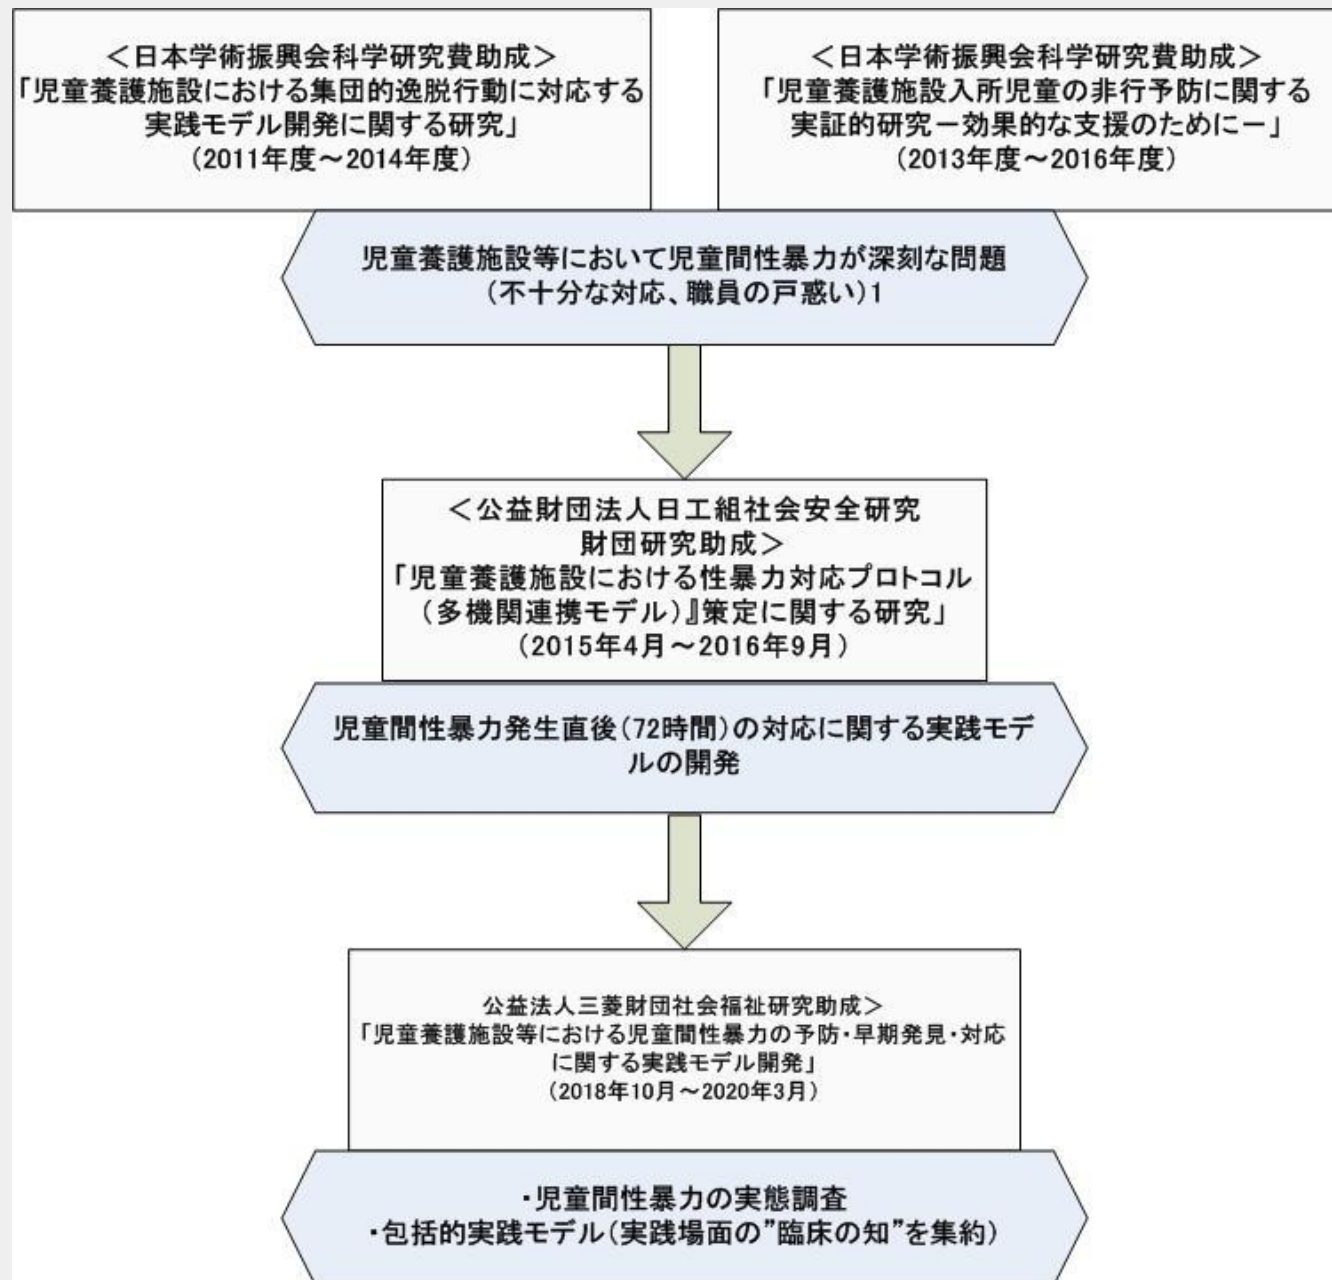 ＜日本学術振興会科学研究費助成＞
「児童養護施設における集団的逸脱行動に対応する
実践モデル開発に関する研究」
（2011年度～2014年度）
＜日本学術振興会科学研究費助成＞
「児童養護施設入所児童の非行予防に関する
実証的研究－効果的な支援のために－」
（2013年度～2016年度）
児童養護施設等において児童間性暴力が深刻な問題
（不十分な対応、職員の戸惑い）1
＜公益財団法人日工組社会安全研究
財団研究助成＞
「児童養護施設における性暴力対応プロトコル
（多機関連携モデル）』策定に関する研究」
（2015年4月～2016年9月）
児童間性暴力発生直後（72時間）の対応に関する実践モデ
ルの開発
公益法人三菱財団社会福祉研究助成＞
「児童養護施設等における児童間性暴力の予防・早期発見・対応
に関する実践モデル開発」
（2018年10月～2020年3月）
・児童間性暴力の実態調査
・包括的実践モデル（実践場面の”臨床の知”を集約）